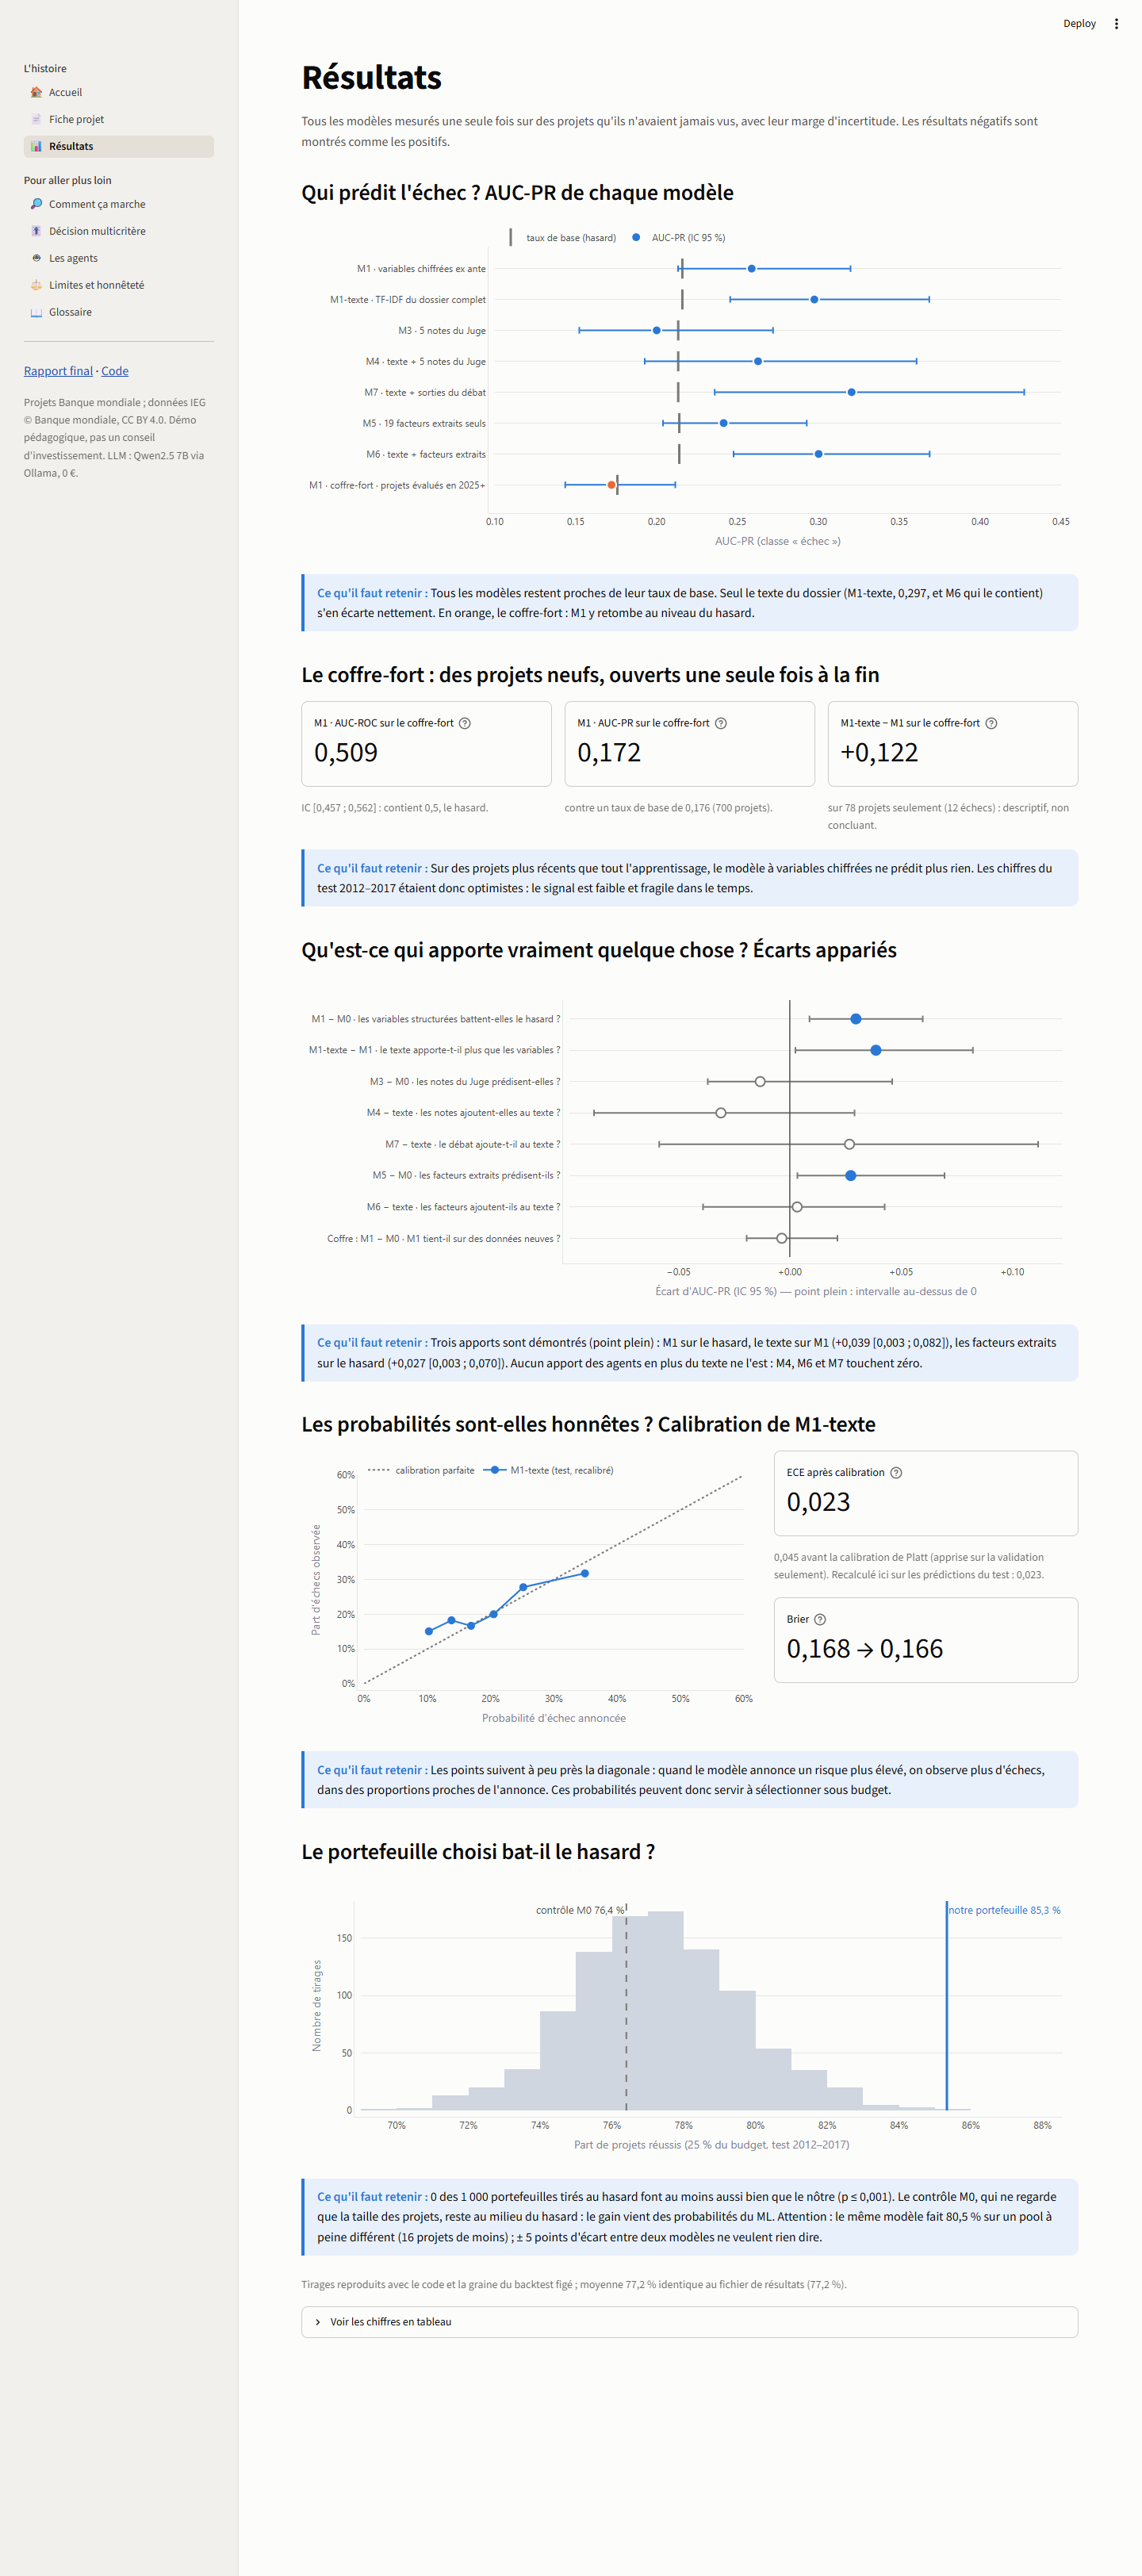 Deploy
L'histoire
Accueil
Fiche projet
Résultats
Pour aller plus loin
Comment ça marche
Décision multicritère
Les agents
Limites et honnêteté
Glossaire
Rapport final · Code
Projets Banque mondiale ; données IEG
© Banque mondiale, CC BY 4.0. Démo
pédagogique, pas un conseil
d'investissement. LLM : Qwen2.5 7B via
Ollama, 0 €.
Résultats
Tous les modèles mesurés une seule fois sur des projets qu'ils n'avaient jamais vus, avec leur marge d'incertitude. Les résultats négatifs sont
montrés comme les positifs.
Qui prédit l'échec ? AUC-PR de chaque modèle
taux de base (hasard) AUC-PR (IC 95 %)
M1 · variables chiffrées ex ante
M1-texte · TF-IDF du dossier complet
M3 · 5 notes du Juge
M4 · texte + 5 notes du Juge
M7 · texte + sorties du débat
M5 · 19 facteurs extraits seuls
M6 · texte + facteurs extraits
M1 · coffre-fort · projets évalués en 2025+
0.10 0.15 0.20 0.25 0.30 0.35 0.40 0.45
AUC-PR (classe « échec »)
Ce qu'il faut retenir : Tous les modèles restent proches de leur taux de base. Seul le texte du dossier (M1-texte, 0,297, et M6 qui le contient)
s'en écarte nettement. En orange, le coffre-fort : M1 y retombe au niveau du hasard.
Le coffre-fort : des projets neufs, ouverts une seule fois à la fin
M1 · AUC-ROC sur le coffre-fort
0,509
IC [0,457 ; 0,562] : contient 0,5, le hasard.
M1 · AUC-PR sur le coffre-fort
0,172
contre un taux de base de 0,176 (700 projets).
M1-texte − M1 sur le coffre-fort
+0,122
sur 78 projets seulement (12 échecs) : descriptif, non
concluant.
Ce qu'il faut retenir : Sur des projets plus récents que tout l'apprentissage, le modèle à variables chiffrées ne prédit plus rien. Les chiffres du
test 2012–2017 étaient donc optimistes : le signal est faible et fragile dans le temps.
Qu'est-ce qui apporte vraiment quelque chose ? Écarts appariés
M1 − M0 · les variables structurées battent-elles le hasard ?
M1-texte − M1 · le texte apporte-t-il plus que les variables ?
M3 − M0 · les notes du Juge prédisent-elles ?
M4 − texte · les notes ajoutent-elles au texte ?
M7 − texte · le débat ajoute-t-il au texte ?
M5 − M0 · les facteurs extraits prédisent-ils ?
M6 − texte · les facteurs ajoutent-ils au texte ?
Coffre : M1 − M0 · M1 tient-il sur des données neuves ?
−0.05 +0.00 +0.05 +0.10
Écart d'AUC-PR (IC 95 %) — point plein : intervalle au-dessus de 0
Ce qu'il faut retenir : Trois apports sont démontrés (point plein) : M1 sur le hasard, le texte sur M1 (+0,039 [0,003 ; 0,082]), les facteurs extraits
sur le hasard (+0,027 [0,003 ; 0,070]). Aucun apport des agents en plus du texte ne l'est : M4, M6 et M7 touchent zéro.
Les probabilités sont-elles honnêtes ? Calibration de M1-texte
calibration parfaite M1-texte (test, recalibré)
60%
50%
40%
30%
20%
10%
0%
Part d'échecs observée
0% 10% 20% 30% 40% 50% 60%
Probabilité d'échec annoncée
ECE après calibration
0,023
0,045 avant la calibration de Platt (apprise sur la validation
seulement). Recalculé ici sur les prédictions du test : 0,023.
Brier
0,168 → 0,166
Ce qu'il faut retenir : Les points suivent à peu près la diagonale : quand le modèle annonce un risque plus élevé, on observe plus d'échecs,
dans des proportions proches de l'annonce. Ces probabilités peuvent donc servir à sélectionner sous budget.
Le portefeuille choisi bat-il le hasard ?
contrôle M0 76,4 % notre portefeuille 85,3 %
150
100
50
0
Nombre de tirages
70% 72% 74% 76% 78% 80% 82% 84% 86% 88%
Part de projets réussis (25 % du budget, test 2012–2017)
Ce qu'il faut retenir : 0 des 1 000 portefeuilles tirés au hasard font au moins aussi bien que le nôtre (p ≤ 0,001). Le contrôle M0, qui ne regarde
que la taille des projets, reste au milieu du hasard : le gain vient des probabilités du ML. Attention : le même modèle fait 80,5 % sur un pool à
peine différent (16 projets de moins) ; ± 5 points d'écart entre deux modèles ne veulent rien dire.
Tirages reproduits avec le code et la graine du backtest figé ; moyenne 77,2 % identique au fichier de résultats (77,2 %).
Voir les chiffres en tableau